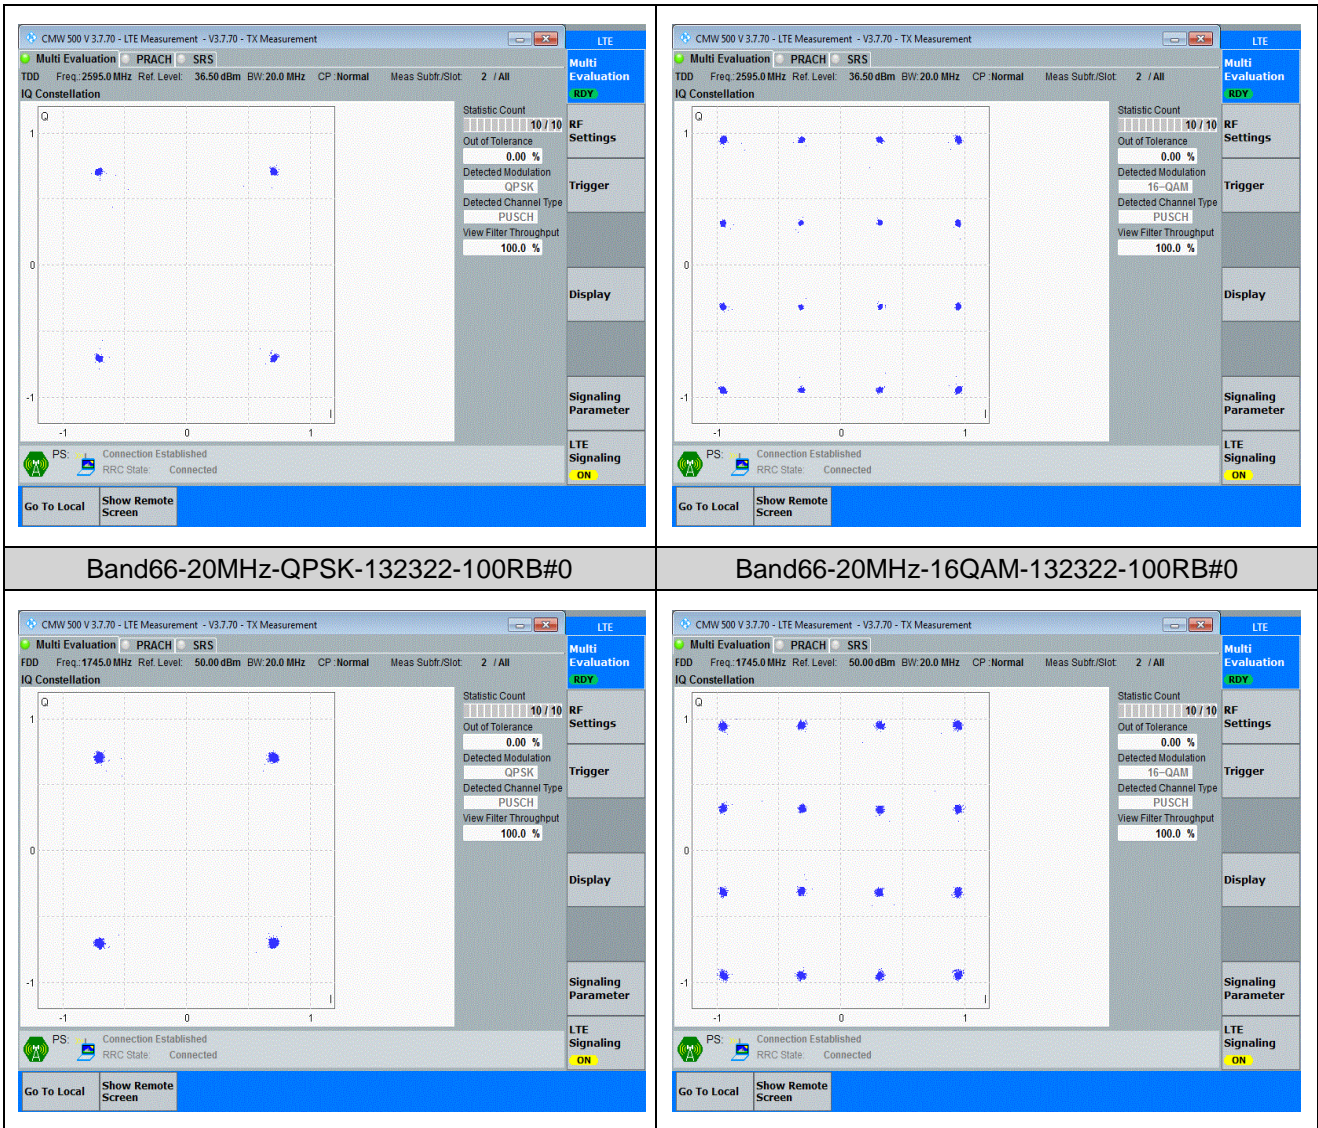 CMW 500 V 3.7.70 - LTE Measurement - V3.7.70 - TX Measurement
LTE
Multi Evaluation PRACH SRS
Multi Evaluation
RDY
TDD Freq.:2595.0 MHz Ref. Level: 36.50 dBm BW:20.0 MHz CP :Normal Meas Subfr./Slot: 2 / All
IQ Constellation
Q
1
0
-1
-1 0 1
I
Statistic Count
10 / 10
Out of Tolerance
0.00 %
Detected Modulation
QPSK
Detected Channel Type
PUSCH
View Filter Throughput
100.0 %
RF Settings
Trigger
Display
Signaling Parameter
LTE Signaling
ON
PS:
Connection Established
RRC State: Connected
Go To Local
Show Remote Screen
CMW 500 V 3.7.70 - LTE Measurement - V3.7.70 - TX Measurement
LTE
Multi Evaluation PRACH SRS
Multi Evaluation
RDY
TDD Freq.:2595.0 MHz Ref. Level: 36.50 dBm BW:20.0 MHz CP :Normal Meas Subfr./Slot: 2 / All
IQ Constellation
Q
1
0
-1
-1 0 1
I
Statistic Count
10 / 10
Out of Tolerance
0.00 %
Detected Modulation
16-QAM
Detected Channel Type
PUSCH
View Filter Throughput
100.0 %
RF Settings
Trigger
Display
Signaling Parameter
LTE Signaling
ON
PS:
Connection Established
RRC State: Connected
Go To Local
Show Remote Screen
Band66-20MHz-QPSK-132322-100RB#0
Band66-20MHz-16QAM-132322-100RB#0
CMW 500 V 3.7.70 - LTE Measurement - V3.7.70 - TX Measurement
LTE
Multi Evaluation PRACH SRS
Multi Evaluation
RDY
FDD Freq.:1745.0 MHz Ref. Level: 50.00 dBm BW:20.0 MHz CP :Normal Meas Subfr./Slot: 2 / All
IQ Constellation
Q
1
0
-1
-1 0 1
I
Statistic Count
10 / 10
Out of Tolerance
0.00 %
Detected Modulation
QPSK
Detected Channel Type
PUSCH
View Filter Throughput
100.0 %
RF Settings
Trigger
Display
Signaling Parameter
LTE Signaling
ON
PS:
Connection Established
RRC State: Connected
Go To Local
Show Remote Screen
CMW 500 V 3.7.70 - LTE Measurement - V3.7.70 - TX Measurement
LTE
Multi Evaluation PRACH SRS
Multi Evaluation
RDY
FDD Freq.:1745.0 MHz Ref. Level: 50.00 dBm BW:20.0 MHz CP :Normal Meas Subfr./Slot: 2 / All
IQ Constellation
Q
1
0
-1
-1 0 1
I
Statistic Count
10 / 10
Out of Tolerance
0.00 %
Detected Modulation
16-QAM
Detected Channel Type
PUSCH
View Filter Throughput
100.0 %
RF Settings
Trigger
Display
Signaling Parameter
LTE Signaling
ON
PS:
Connection Established
RRC State: Connected
Go To Local
Show Remote Screen